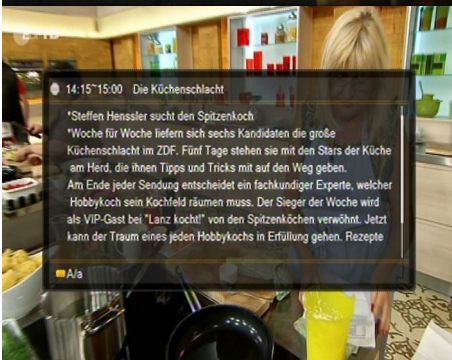 14:15~15:00 Die Küchenschlacht
*Steffen Henssler sucht den Spitzenkoch
*Woche für Woche liefern sich sechs Kandidaten die große
Küchenschlacht im ZDF. Fünf Tage stehen sie mit den Stars der Küche
am Herd, die ihnen Tipps und Tricks mit auf den Weg geben.
Am Ende jeder Sendung entscheidet ein fachkundiger Experte, welcher
Hobbykoch sein Kochfeld räumen muss. Der Sieger der Woche wird
als VIP-Gast bei "Lanz kocht!" von den Spitzenköchen verwöhnt. Jetzt
kann der Traum eines jeden Hobbykochs in Erfüllung gehen. Rezepte
A/a